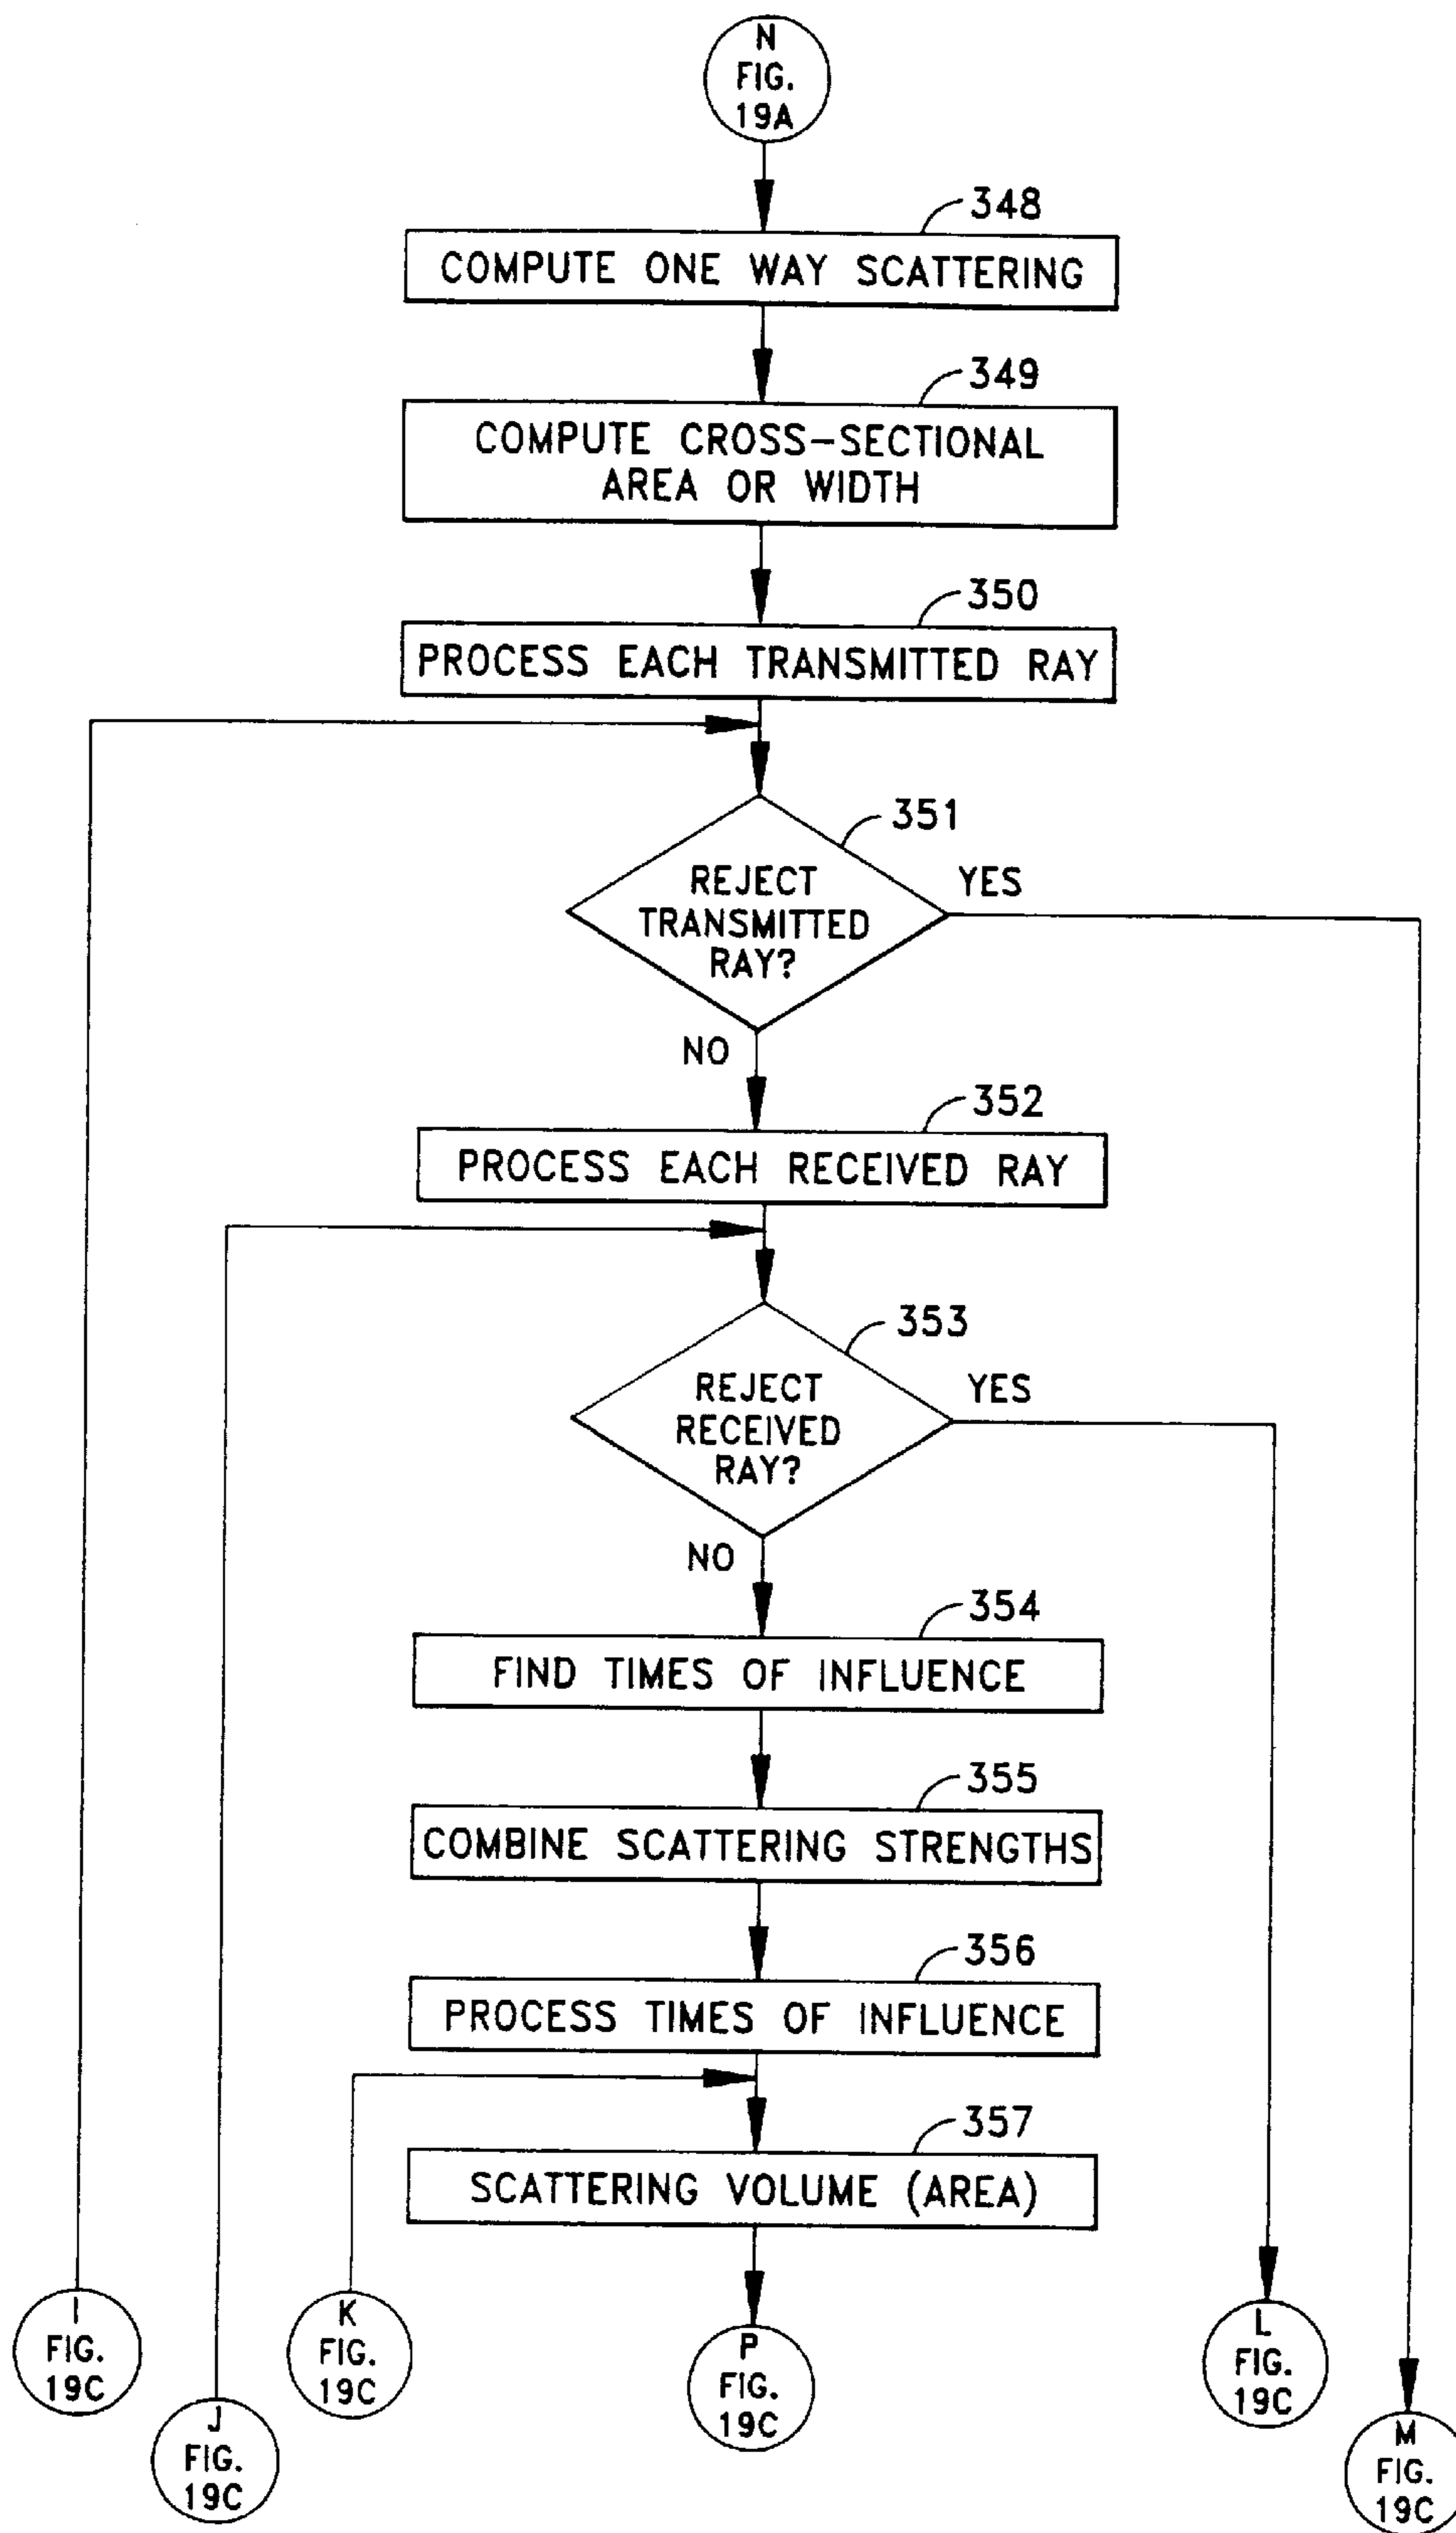 N
FIG.
19A
348
COMPUTE ONE WAY SCATTERING
349
COMPUTE CROSS-SECTIONAL
AREA OR WIDTH
350
PROCESS EACH TRANSMITTED RAY
351
REJECT
TRANSMITTED
RAY?
YES
NO
352
PROCESS EACH RECEIVED RAY
353
REJECT
RECEIVED
RAY?
YES
NO
354
FIND TIMES OF INFLUENCE
355
COMBINE SCATTERING STRENGTHS
356
PROCESS TIMES OF INFLUENCE
357
SCATTERING VOLUME (AREA)
I
FIG.
19C
J
FIG.
19C
K
FIG.
19C
P
FIG.
19C
L
FIG.
19C
M
FIG.
19C